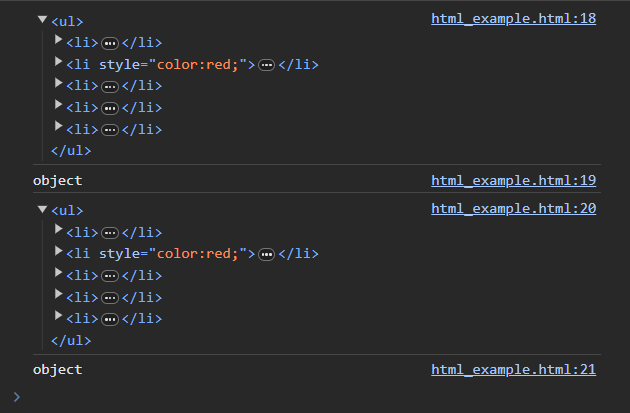 ▼<ul> html_example.html:18
▶<li>…</li>
▶<li style="color:red;">…</li>
▶<li>…</li>
▶<li>…</li>
▶<li>…</li>
</ul>
object html_example.html:19
▼<ul> html_example.html:20
▶<li>…</li>
▶<li style="color:red;">…</li>
▶<li>…</li>
▶<li>…</li>
▶<li>…</li>
</ul>
object html_example.html:21
>